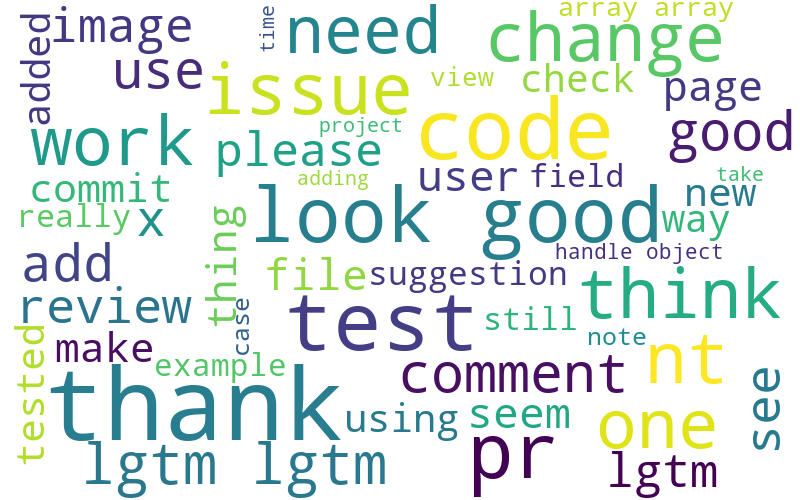 array array
time
image
need
change
added
use
issue
view
check
page
code
good
work
please
project
commit
adding
user
field
take
new
really
x
look good
way
thing
handle object
add
file
suggestion
think
review
test
still
case
note
make
tested
example
nt
comment
thank
see
using
seem
one
pr
lgtm lgtm
lgtm